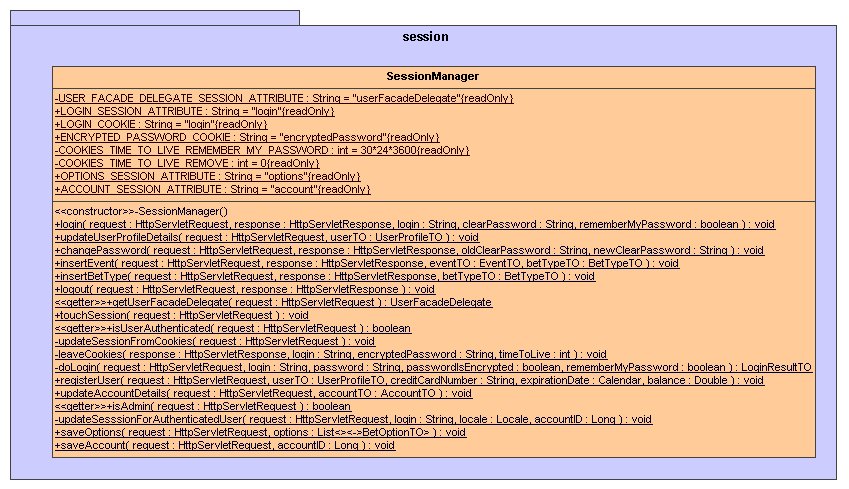 session
SessionManager
-USER_FACADE_DELEGATE_SESSION_ATTRIBUTE : String = "userFacadeDelegate"{readOnly}
+LOGIN_SESSION_ATTRIBUTE : String = "login"{readOnly}
+LOGIN_COOKIE : String = "login"{readOnly}
+ENCRYPTED_PASSWORD_COOKIE : String = "encryptedPassword"{readOnly}
-COOKIES_TIME_TO_LIVE_REMEMBER_MY_PASSWORD : int = 30*24*3600{readOnly}
-COOKIES_TIME_TO_LIVE_REMOVE : int = 0{readOnly}
+OPTIONS_SESSION_ATTRIBUTE : String = "options"{readOnly}
+ACCOUNT_SESSION_ATTRIBUTE : String = "account"{readOnly}
<<constructor>>-SessionManager()
+login( request : HttpServletRequest, response : HttpServletResponse, login : String, clearPassword : String, rememberMyPassword : boolean ) : void
+updateUserProfileDetails( request : HttpServletRequest, userTO : UserProfileTO ) : void
+changePassword( request : HttpServletRequest, response : HttpServletResponse, oldClearPassword : String, newClearPassword : String ) : void
+insertEvent( request : HttpServletRequest, response : HttpServletResponse, eventTO : EventTO, betTypeTO : BetTypeTO ) : void
+insertBetType( request : HttpServletRequest, response : HttpServletResponse, betTypeTO : BetTypeTO ) : void
+logout( request : HttpServletRequest, response : HttpServletResponse ) : void
<<getter>>+getUserFacadeDelegate( request : HttpServletRequest ) : UserFacadeDelegate
+touchSession( request : HttpServletRequest ) : void
<<getter>>+isUserAuthenticated( request : HttpServletRequest ) : boolean
-updateSessionFromCookies( request : HttpServletRequest ) : void
-leaveCookies( response : HttpServletResponse, login : String, encryptedPassword : String, timeToLive : int ) : void
-doLogin( request : HttpServletRequest, login : String, password : String, passwordIsEncrypted : boolean, rememberMyPassword : boolean ) : LoginResultTO
+registerUser( request : HttpServletRequest, userTO : UserProfileTO, creditCardNumber : String, expirationDate : Calendar, balance : Double ) : void
+updateAccountDetails( request : HttpServletRequest, accountTO : AccountTO ) : void
<<getter>>+isAdmin( request : HttpServletRequest ) : boolean
-updateSesssionForAuthenticatedUser( request : HttpServletRequest, login : String, locale : Locale, accountID : Long ) : void
+saveOptions( request : HttpServletRequest, options : List<><->BetOptionTO> ) : void
+saveAccount( request : HttpServletRequest, accountID : Long ) : void